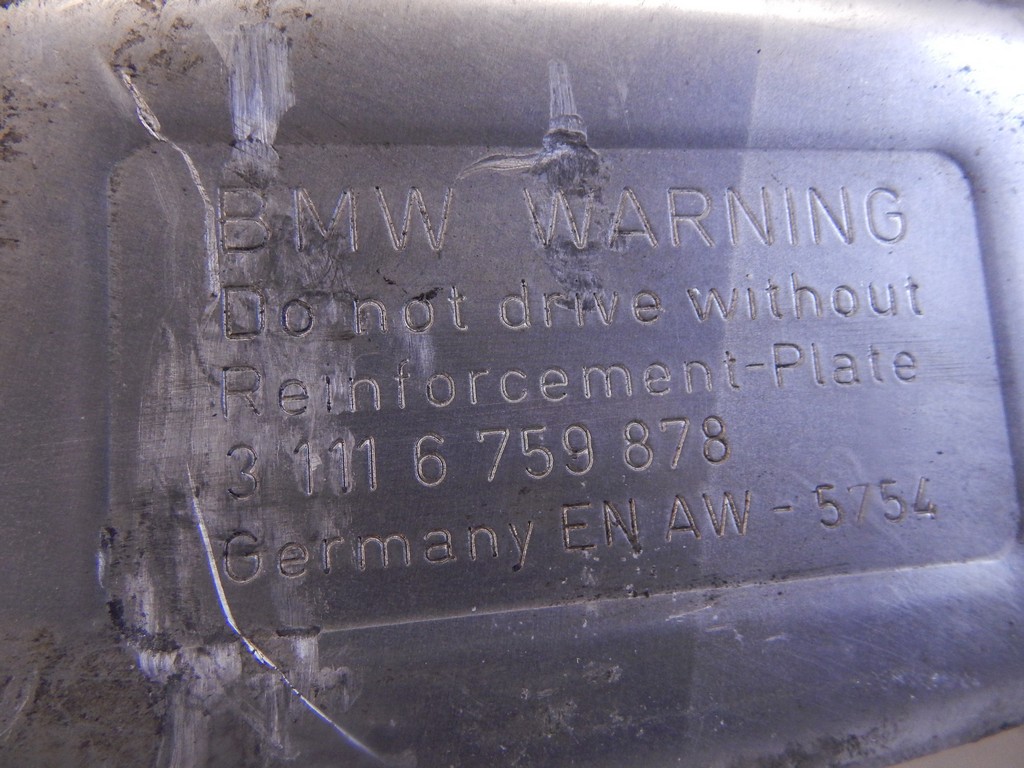 BMW WARNING
Do not drive without
Reinforcement-Plate
3 111 6 759 878
Germany EN AW - 5754